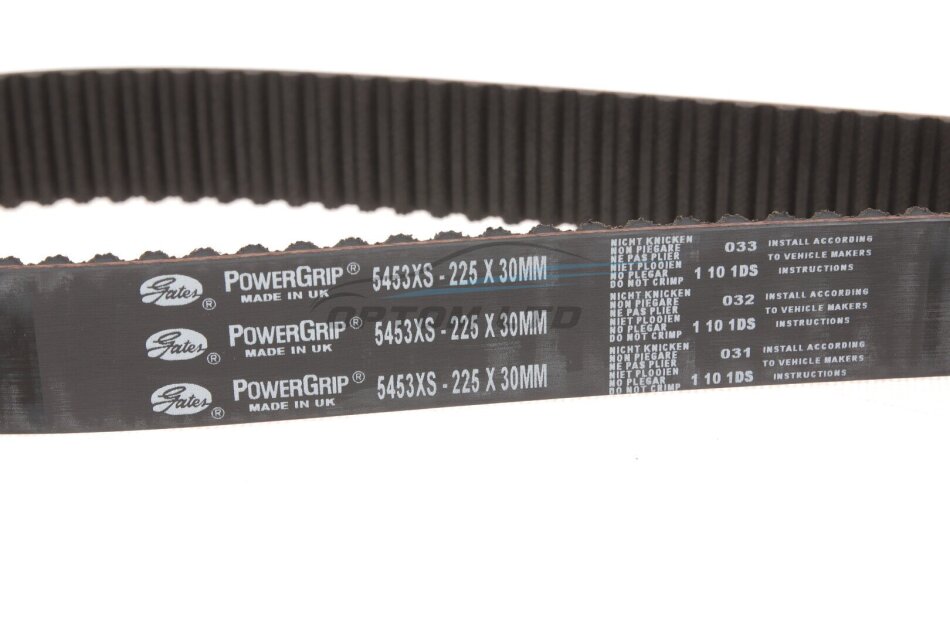 Gates® POWERGRIP® MADE IN UK 5453XS - 225 X 30MM
NICHT KNICKEN
NON PIEGARE
NE PAS PLIER
NIET PLOOIEN
NO PLEGAR
DO NOT CRIMP
033
1 10 1DS
INSTALL ACCORDING
TO VEHICLE MAKERS
INSTRUCTIONS
Gates® POWERGRIP® MADE IN UK 5453XS - 225 X 30MM
NICHT KNICKEN
NON PIEGARE
NE PAS PLIER
NIET PLOOIEN
NO PLEGAR
DO NOT CRIMP
032
1 10 1DS
INSTALL ACCORDING
TO VEHICLE MAKERS
INSTRUCTIONS
Gates® POWERGRIP® MADE IN UK 5453XS - 225 X 30MM
NICHT KNICKEN
NON PIEGARE
NE PAS PLIER
NIET PLOOIEN
NO PLEGAR
DO NOT CRIMP
031
1 10 1DS
INSTALL ACCORDING
TO VEHICLE MAKERS
INSTRUCTIONS